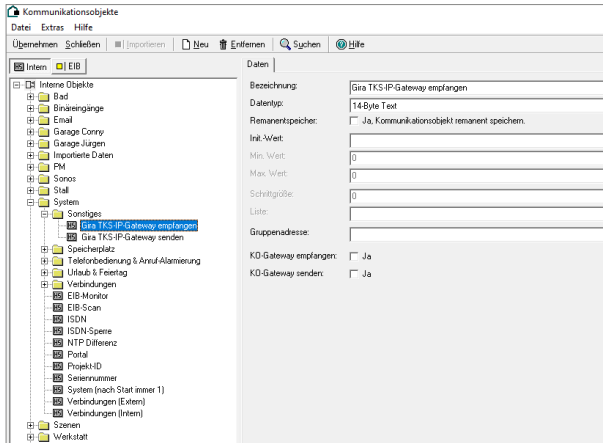 Kommunikationsobjekte
Datei Extras Hilfe
Übernehmen Schließen Importieren Neu Entfernen Suchen Hilfe
Intern EIB
Interne Objekte
Bad
Binäreingänge
Email
Garage Conny
Garage Jürgen
Importierte Daten
PM
Sonos
Stall
System
Sonstiges
Gira TKS-IP-Gateway empfangen
Gira TKS-IP-Gateway senden
Speicherplatz
Telefonbedienung & Anruf-Alarmierung
Urlaub & Feiertag
Verbindungen
EIB-Monitor
EIB-Scan
ISDN
ISDN-Sperre
NTP Differenz
Portal
Projekt-ID
Seriennummer
System (nach Start immer 1)
Verbindungen (Extern)
Verbindungen (Intern)
Szenen
Werkstatt
Daten
Bezeichnung: Gira TKS-IP-Gateway empfangen
Datentyp: 14-Byte Text
Remanentspeicher: Ja, Kommunikationsobjekt remanent speichern.
Init.-Wert:
Min. Wert: 0
Max. Wert: 0
Schrittgröße: 0
Liste:
Gruppenadresse:
KO-Gateway empfangen: Ja
KO-Gateway senden: Ja